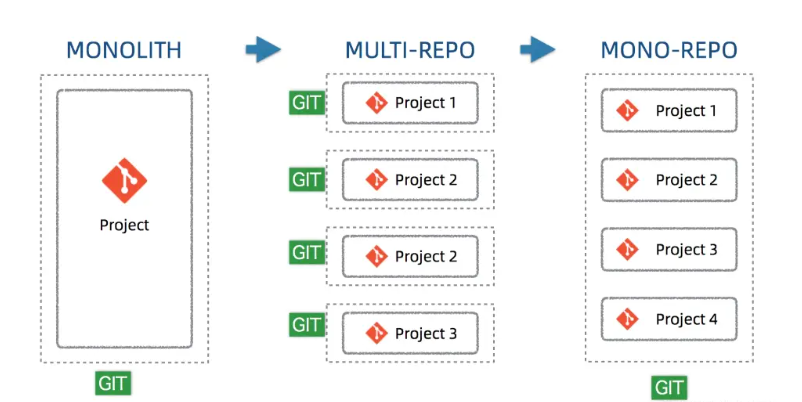 MONOLITH
MULTI-REPO
MONO-REPO
Project
GIT
GIT
Project 1
GIT
Project 2
GIT
Project 2
GIT
Project 3
Project 1
Project 2
Project 3
Project 4
GIT